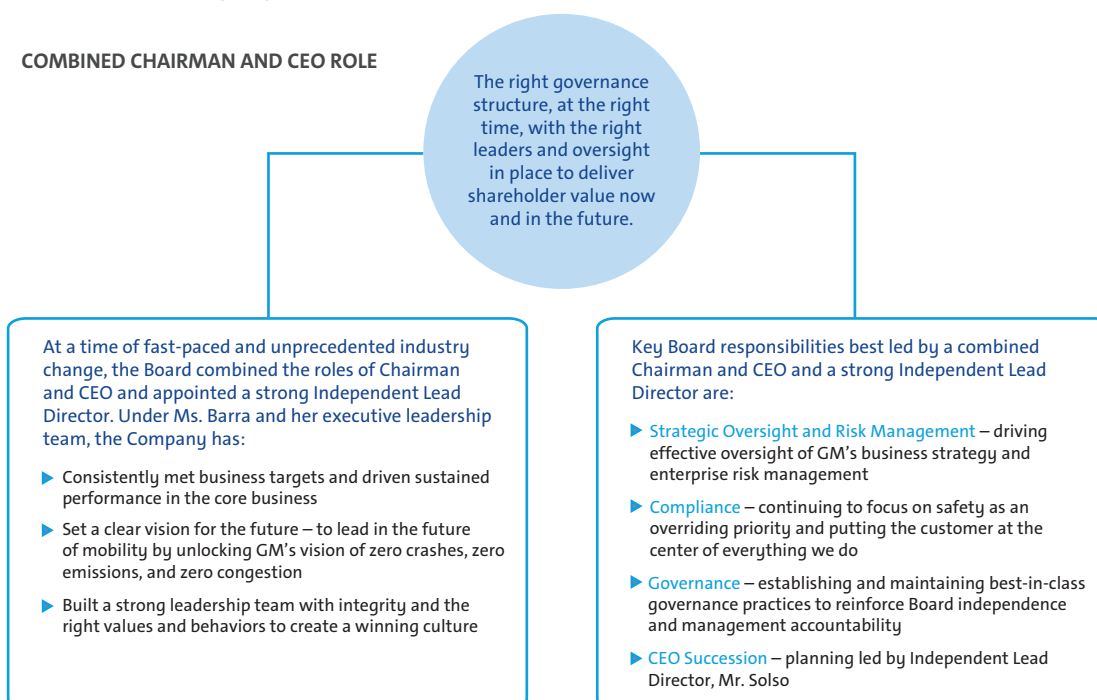 COMBINED CHAIRMAN AND CEO ROLE
The right governance
structure, at the right
time, with the right
leaders and oversight
in place to deliver
shareholder value now
and in the future.
At a time of fast-paced and unprecedented industry
change, the Board combined the roles of Chairman
and CEO and appointed a strong Independent Lead
Director. Under Ms. Barra and her executive leadership
team, the Company has:
▶ Consistently met business targets and driven sustained
performance in the core business
▶ Set a clear vision for the future – to lead in the future
of mobility by unlocking GM's vision of zero crashes, zero
emissions, and zero congestion
▶ Built a strong leadership team with integrity and the
right values and behaviors to create a winning culture
Key Board responsibilities best led by a combined
Chairman and CEO and a strong Independent Lead
Director are:
▶ Strategic Oversight and Risk Management – driving
effective oversight of GM's business strategy and
enterprise risk management
▶ Compliance – continuing to focus on safety as an
overriding priority and putting the customer at the
center of everything we do
▶ Governance – establishing and maintaining best-in-class
governance practices to reinforce Board independence
and management accountability
▶ CEO Succession – planning led by Independent Lead
Director, Mr. Solso